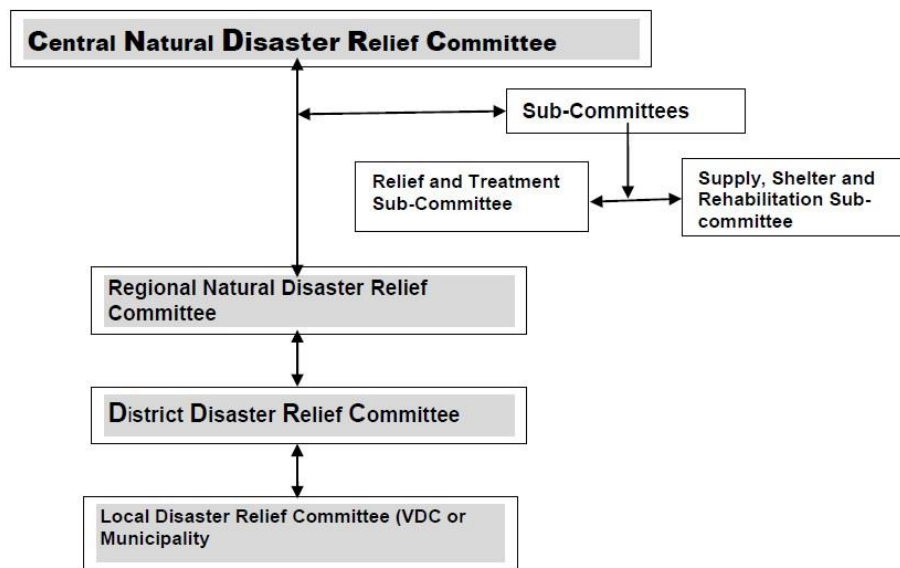 Central Natural Disaster Relief Committee
Sub-Committees
Relief and Treatment
Sub-Committee
Supply, Shelter and
Rehabilitation Sub-
committee
Regional Natural Disaster Relief
Committee
District Disaster Relief Committee
Local Disaster Relief Committee (VDC or
Municipality